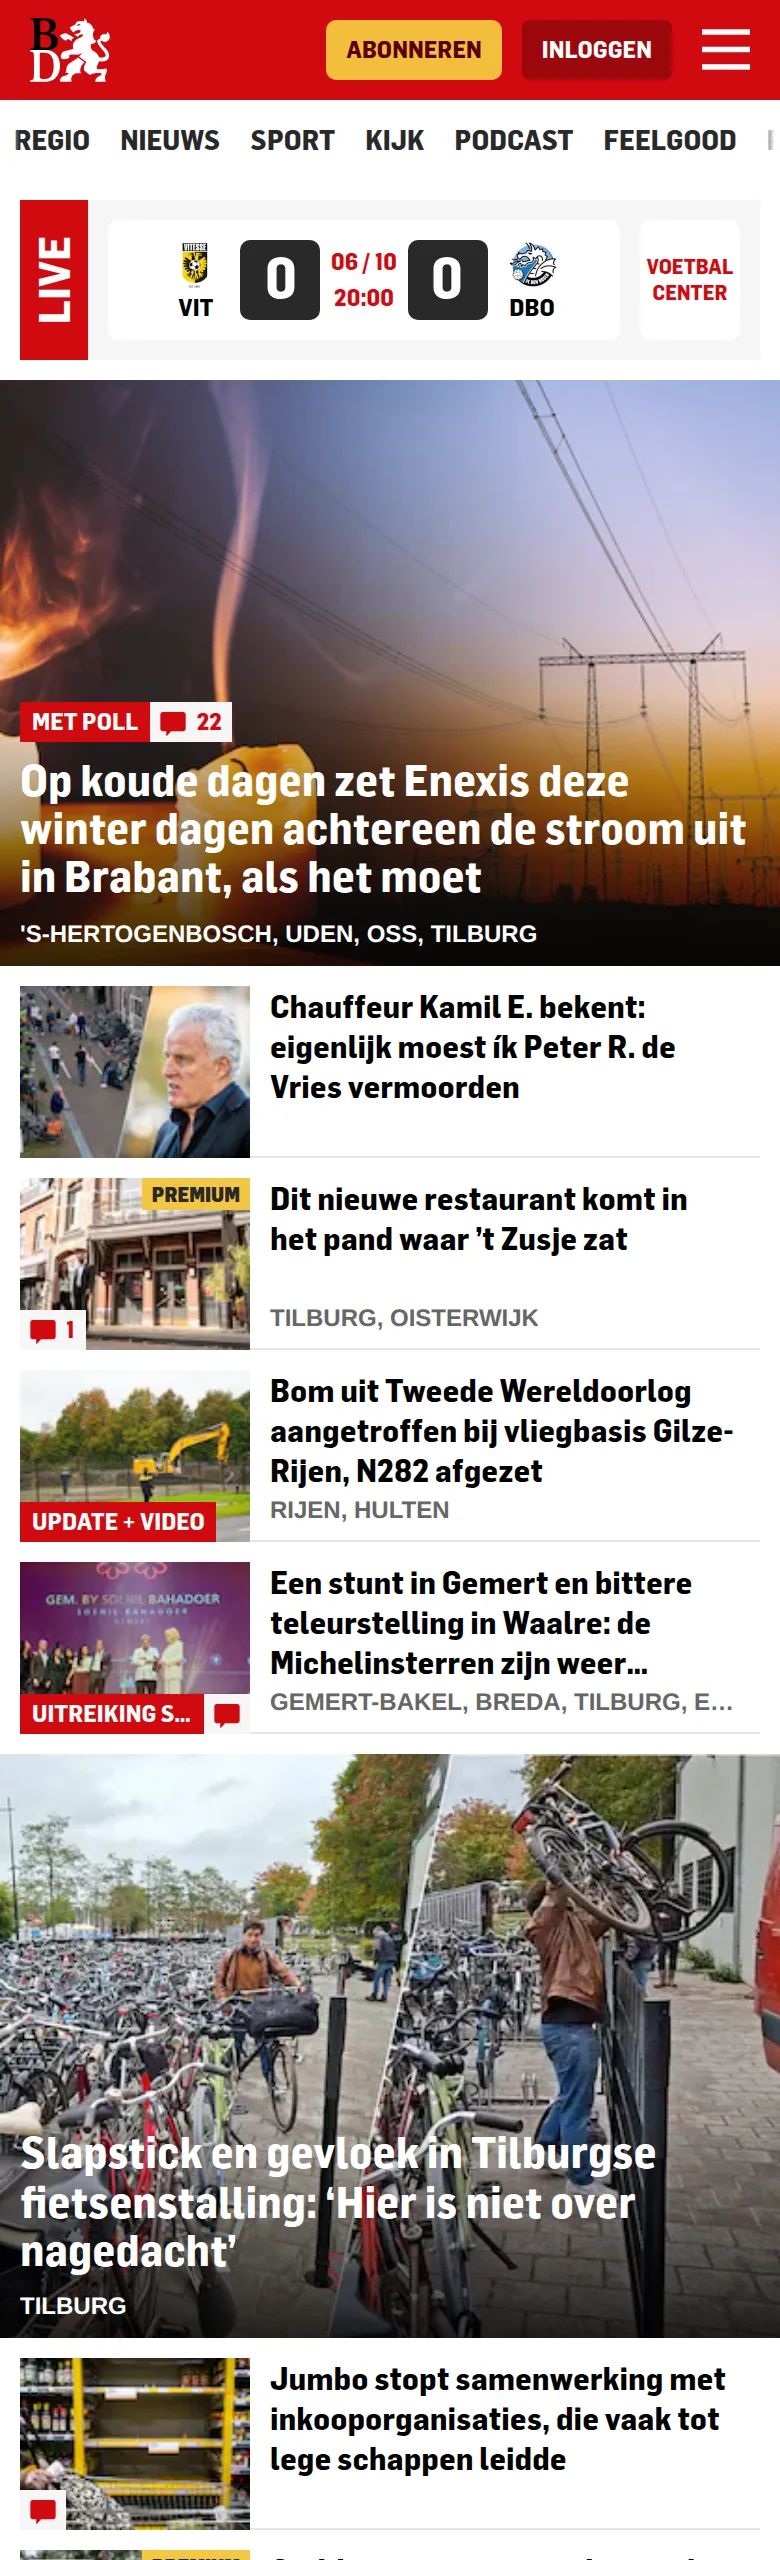 BD
ABONNEREN
INLOGGEN
REGIO NIEUWS SPORT KIJK PODCAST FEELGOOD
LIVE
VITESSE
VIT
0
06 / 10
20:00
0
DBO
VOETBAL
CENTER
MET POLL 22
Op koude dagen zet Enexis deze
winter dagen achtereen de stroom uit
in Brabant, als het moet
'S-HERTOGENBOSCH, UDEN, OSS, TILBURG
Chauffeur Kamil E. bekent:
eigenlijk moest ík Peter R. de
Vries vermoorden
PREMIUM
1
Dit nieuwe restaurant komt in
het pand waar ’t Zusje zat
TILBURG, OISTERWIJK
UPDATE + VIDEO
Bom uit Tweede Wereldoorlog
aangetroffen bij vliegbasis Gilze-
Rijen, N282 afgezet
RIJEN, HULTEN
GEM. BY SOENIL BAHADOER
SOENIL BAHADOER
UITREIKING S...
Een stunt in Gemert en bittere
teleurstelling in Waalre: de
Michelinsterren zijn weer...
GEMERT-BAKEL, BREDA, TILBURG, E...
Slapstick en gevloek in Tilburgse
fietsenstalling: ‘Hier is niet over
nagedacht’
TILBURG
Jumbo stopt samenwerking met
inkooporganisaties, die vaak tot
lege schappen leidde